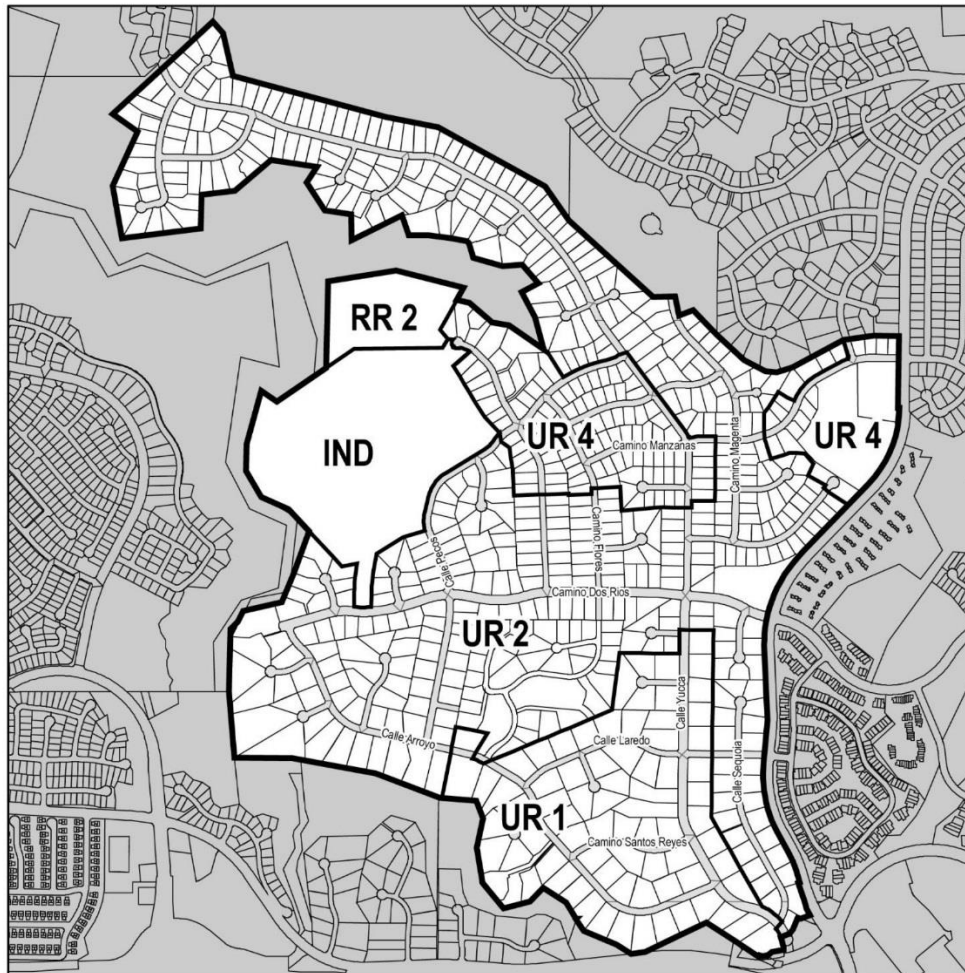 RR 2
IND
UR 4
Camino Manzanas
Camino Magenta
UR 4
Calle Pecos
Camino Flores
Camino Dos Rios
UR 2
Calle Yucca
Calle Arroyo
Calle Laredo
Calle Sequoia
UR 1
Camino Santos Reyes